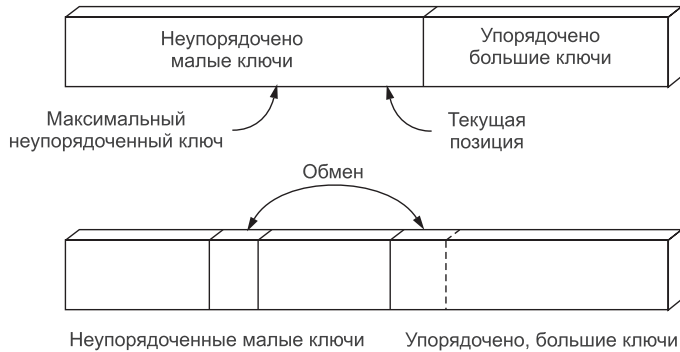 Неупорядочено
малые ключи
Упорядочено
большие ключи
Максимальный
неупорядоченный ключ
Текущая
позиция
Обмен
Неупорядоченные малые ключи
Упорядочено, большие ключи